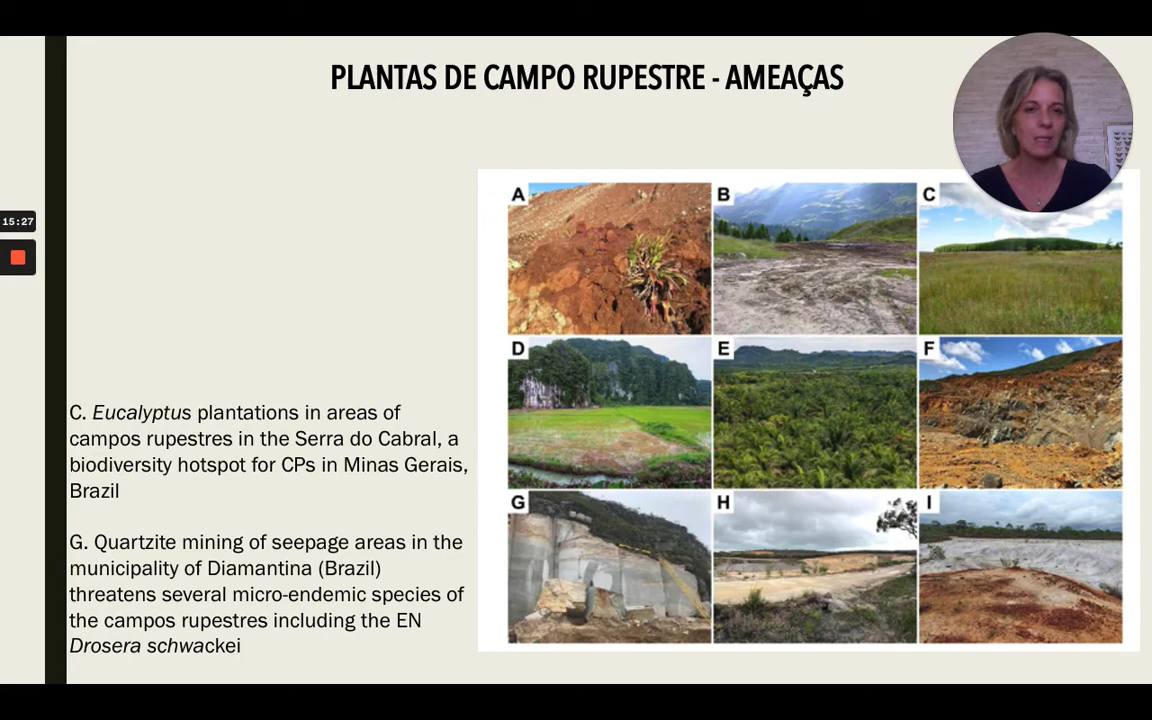 PLANTAS DE CAMPO RUPESTRE - AMEAÇAS
15:27
A
B
C
D
E
F
G
H
I
C. Eucalyptus plantations in areas of
campos rupestres in the Serra do Cabral, a
biodiversity hotspot for CPs in Minas Gerais,
Brazil
G. Quartzite mining of seepage areas in the
municipality of Diamantina (Brazil)
threatens several micro-endemic species of
the campos rupestres including the EN
Drosera schwackei